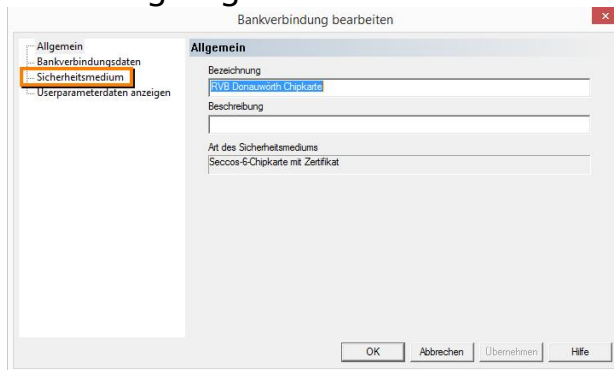 Bankverbindung bearbeiten
Allgemein
Bankverbindungsdaten
Sicherheitsmedium
Userparameterdaten anzeigen
Allgemein
Bezeichnung
RVB Donauwörth Chipkarte
Beschreibung
Art des Sicherheitsmediums
Seccos-6-Chipkarte mit Zertifikat
OK
Abbrechen
Übernehmen
Hilfe